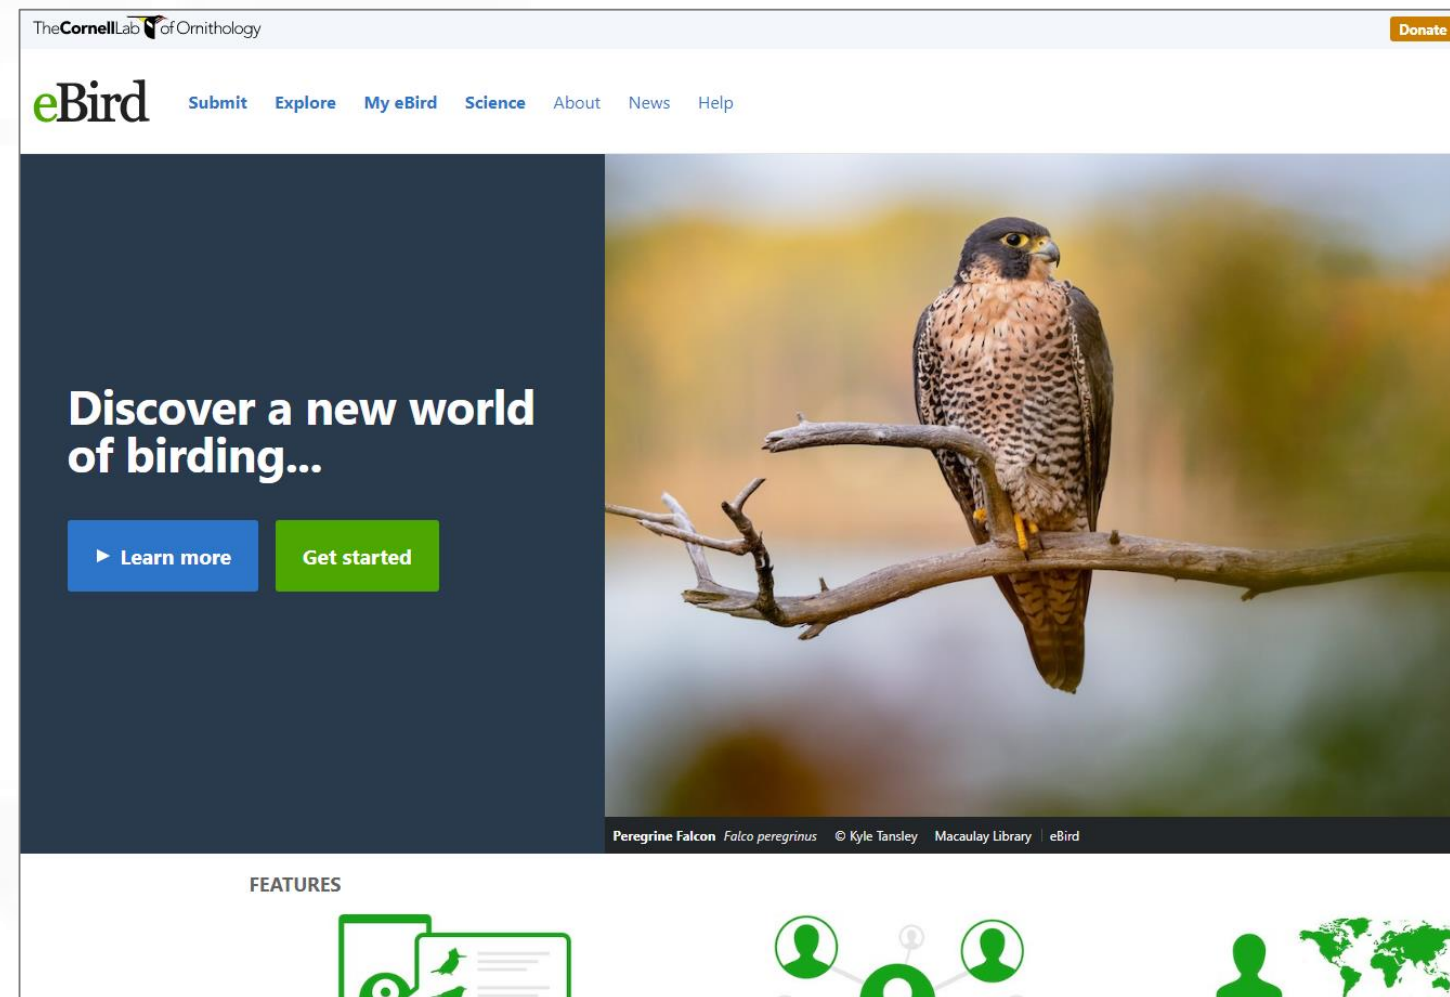 TheCornellLab of Ornithology
Donate
eBird
Submit Explore My eBird Science About News Help
Discover a new world
of birding...
Learn more
Get started
Peregrine Falcon Falco peregrinus © Kyle Tansley Macaulay Library eBird
FEATURES